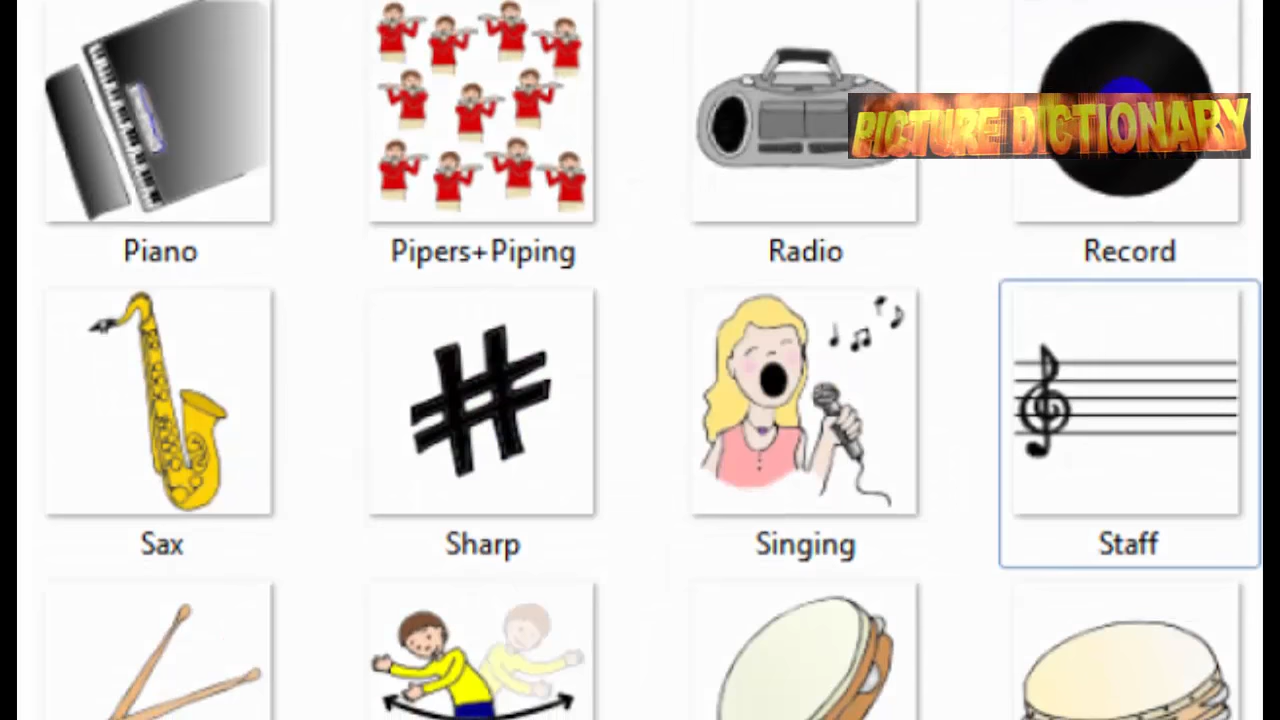 PICTURE DICTIONARY
Piano
Pipers+Piping
Radio
Record
Sax
Sharp
Singing
Staff